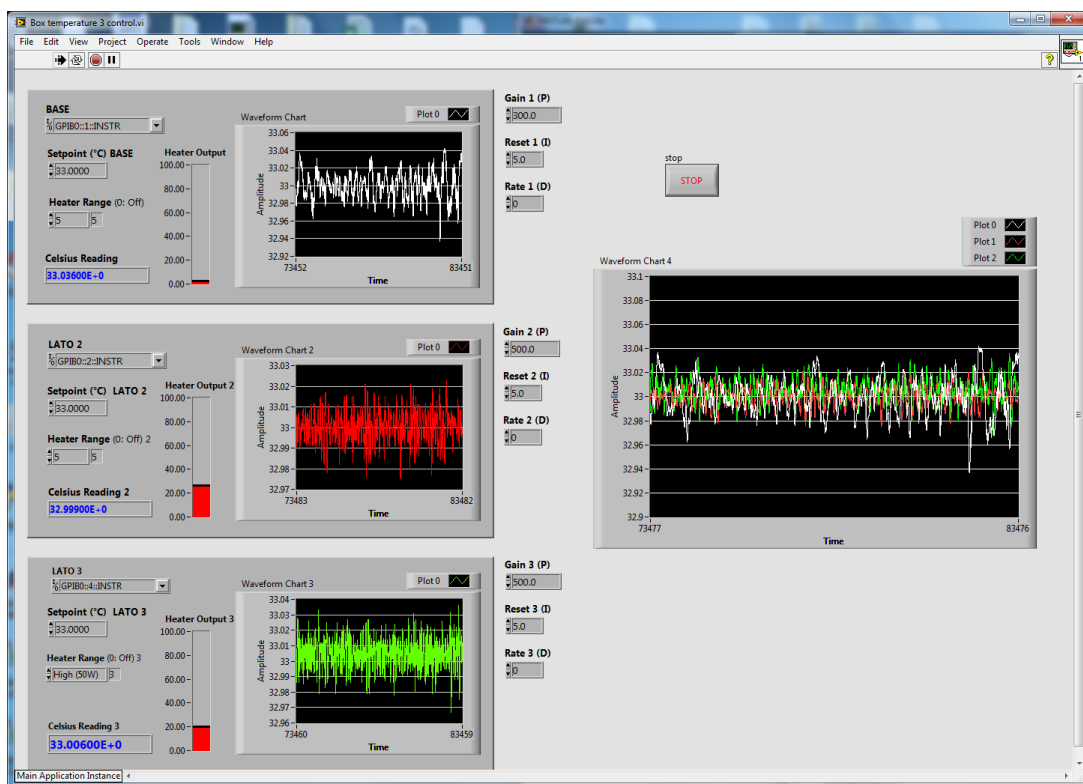 Box temperature 3 control.vi
File Edit View Project Operate Tools Window Help
BASE
GPIB0::1::INSTR
Setpoint (°C) BASE
33.0000
Heater Range (0: Off)
5 5
Celsius Reading
33.03600E+0
Heater Output
100.00
80.00
60.00
40.00
20.00
0.00
Waveform Chart
Plot 0
Amplitude
33.06
33.04
33.02
33
32.98
32.96
32.94
32.92
73452 83451
Time
Gain 1 (P)
300.0
Reset 1 (I)
5.0
Rate 1 (D)
0
stop
STOP
LATO 2
GPIB0::2::INSTR
Setpoint (°C) LATO 2
33.0000
Heater Range (0: Off) 2
5 5
Celsius Reading 2
32.99900E+0
Heater Output 2
100.00
80.00
60.00
40.00
20.00
0.00
Waveform Chart 2
Plot 0
Amplitude
33.03
33.02
33.01
33
32.99
32.98
32.97
73483 83482
Time
Gain 2 (P)
500.0
Reset 2 (I)
5.0
Rate 2 (D)
0
Plot 0
Plot 1
Plot 2
Waveform Chart 4
Amplitude
33.1
33.08
33.06
33.04
33.02
33
32.98
32.96
32.94
32.92
32.9
73477 83476
Time
LATO 3
GPIB0::4::INSTR
Setpoint (°C) LATO 3
33.0000
Heater Range (0: Off) 3
High (50W) 3
Celsius Reading 3
33.00600E+0
Heater Output 3
100.00
80.00
60.00
40.00
20.00
0.00
Waveform Chart 3
Plot 0
Amplitude
33.04
33.03
33.02
33.01
33
32.99
32.98
32.97
32.96
73460 83459
Time
Gain 3 (P)
500.0
Reset 3 (I)
5.0
Rate 3 (D)
0
Main Application Instance